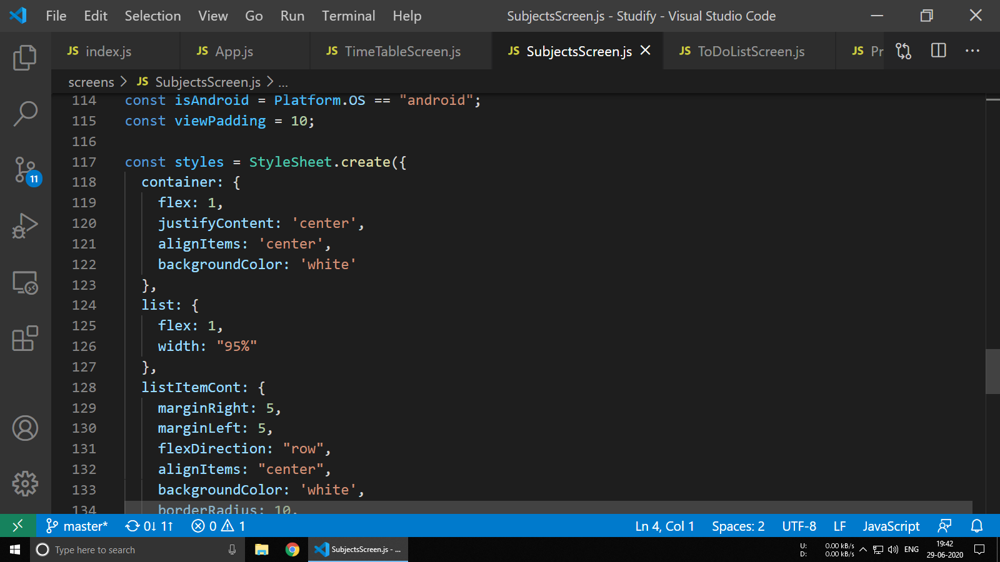 File Edit Selection View Go Run Terminal Help SubjectsScreen.js - Studify - Visual Studio Code
JS index.js JS App.js JS TimeTableScreen.js JS SubjectsScreen.js JS ToDoListScreen.js JS Pr
screens > JS SubjectsScreen.js > ...
114 const isAndroid = Platform.OS == "android";
115 const viewPadding = 10;
116
117 const styles = StyleSheet.create({
118 container: {
119 flex: 1,
120 justifyContent: 'center',
121 alignItems: 'center',
122 backgroundColor: 'white'
123 },
124 list: {
125 flex: 1,
126 width: "95%"
127 },
128 listItemCont: {
129 marginRight: 5,
130 marginLeft: 5,
131 flexDirection: "row",
132 alignItems: "center",
133 backgroundColor: 'white',
134 borderRadius: 10,
11
master* 0↓ 1↑ 0 1 Ln 4, Col 1 Spaces: 2 UTF-8 LF JavaScript
Type here to search SubjectsScreen.js - ... U: 0.00 kB/s ENG 19:42
D: 0.00 kB/s 29-06-2020